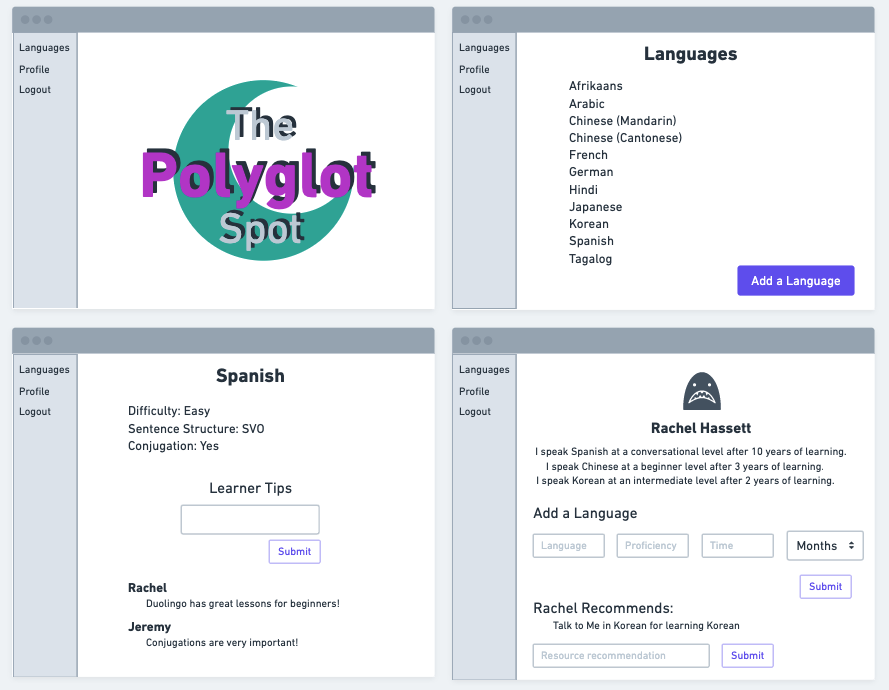 Languages
Profile
Logout
The
Polyglot
Spot
Languages
Profile
Logout
Languages
Afrikaans
Arabic
Chinese (Mandarin)
Chinese (Cantonese)
French
German
Hindi
Japanese
Korean
Spanish
Tagalog
Add a Language
Languages
Profile
Logout
Spanish
Difficulty: Easy
Sentence Structure: SVO
Conjugation: Yes
Learner Tips
Submit
Rachel
Duolingo has great lessons for beginners!
Jeremy
Conjugations are very important!
Languages
Profile
Logout
Rachel Hassett
I speak Spanish at a conversational level after 10 years of learning.
I speak Chinese at a beginner level after 3 years of learning.
I speak Korean at an intermediate level after 2 years of learning.
Add a Language
Language Proficiency Time Months
Submit
Rachel Recommends:
Talk to Me in Korean for learning Korean
Resource recommendation Submit